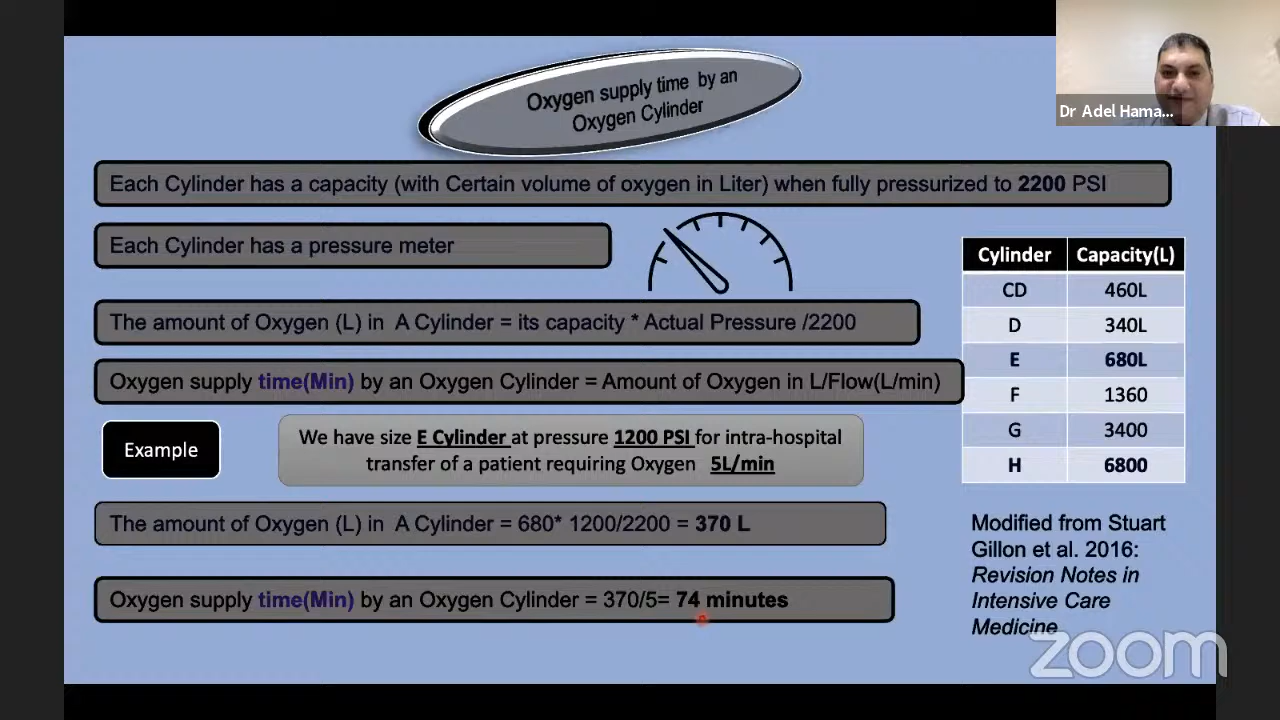 Oxygen supply time by an
Oxygen Cylinder
Dr Adel Hama...
Each Cylinder has a capacity (with Certain volume of oxygen in Liter) when fully pressurized to 2200 PSI
Each Cylinder has a pressure meter
The amount of Oxygen (L) in A Cylinder = its capacity * Actual Pressure /2200
Oxygen supply time(Min) by an Oxygen Cylinder = Amount of Oxygen in L/Flow(L/min)
Example
We have size E Cylinder at pressure 1200 PSI for intra-hospital
transfer of a patient requiring Oxygen 5L/min
The amount of Oxygen (L) in A Cylinder = 680* 1200/2200 = 370 L
Oxygen supply time(Min) by an Oxygen Cylinder = 370/5= 74 minutes
Cylinder Capacity(L)
CD 460L
D 340L
E 680L
F 1360
G 3400
H 6800
Modified from Stuart
Gillon et al. 2016:
Revision Notes in
Intensive Care
Medicine
zoom